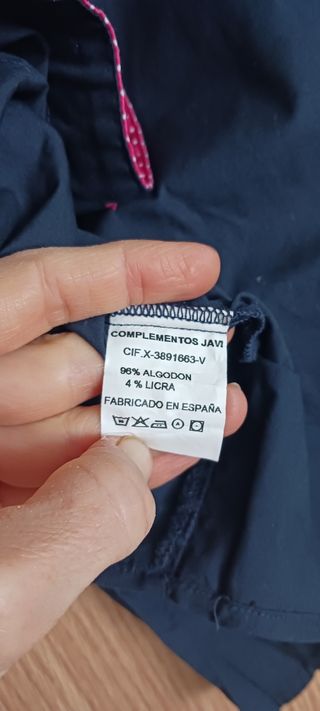 COMPLEMENTOS JAVI
CIF.X-3891663-V
96% ALGODON
4 % LICRA
FABRICADO EN ESPAÑA